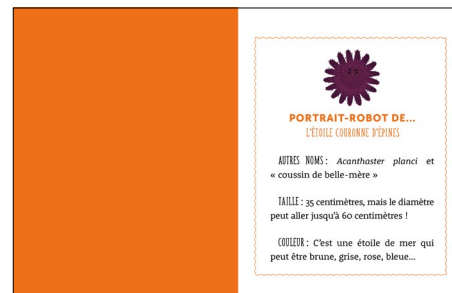 PORTRAIT-ROBOT DE...
L'ÉTOILE COURONNE D'ÉPINES
AUTRES NOMS : Acanthaster planci et
« coussin de belle-mère »
TAILLE : 35 centimètres, mais le diamètre
peut aller jusqu'à 60 centimètres !
COULEUR : C'est une étoile de mer qui
peut être brune, grise, rose, bleue...